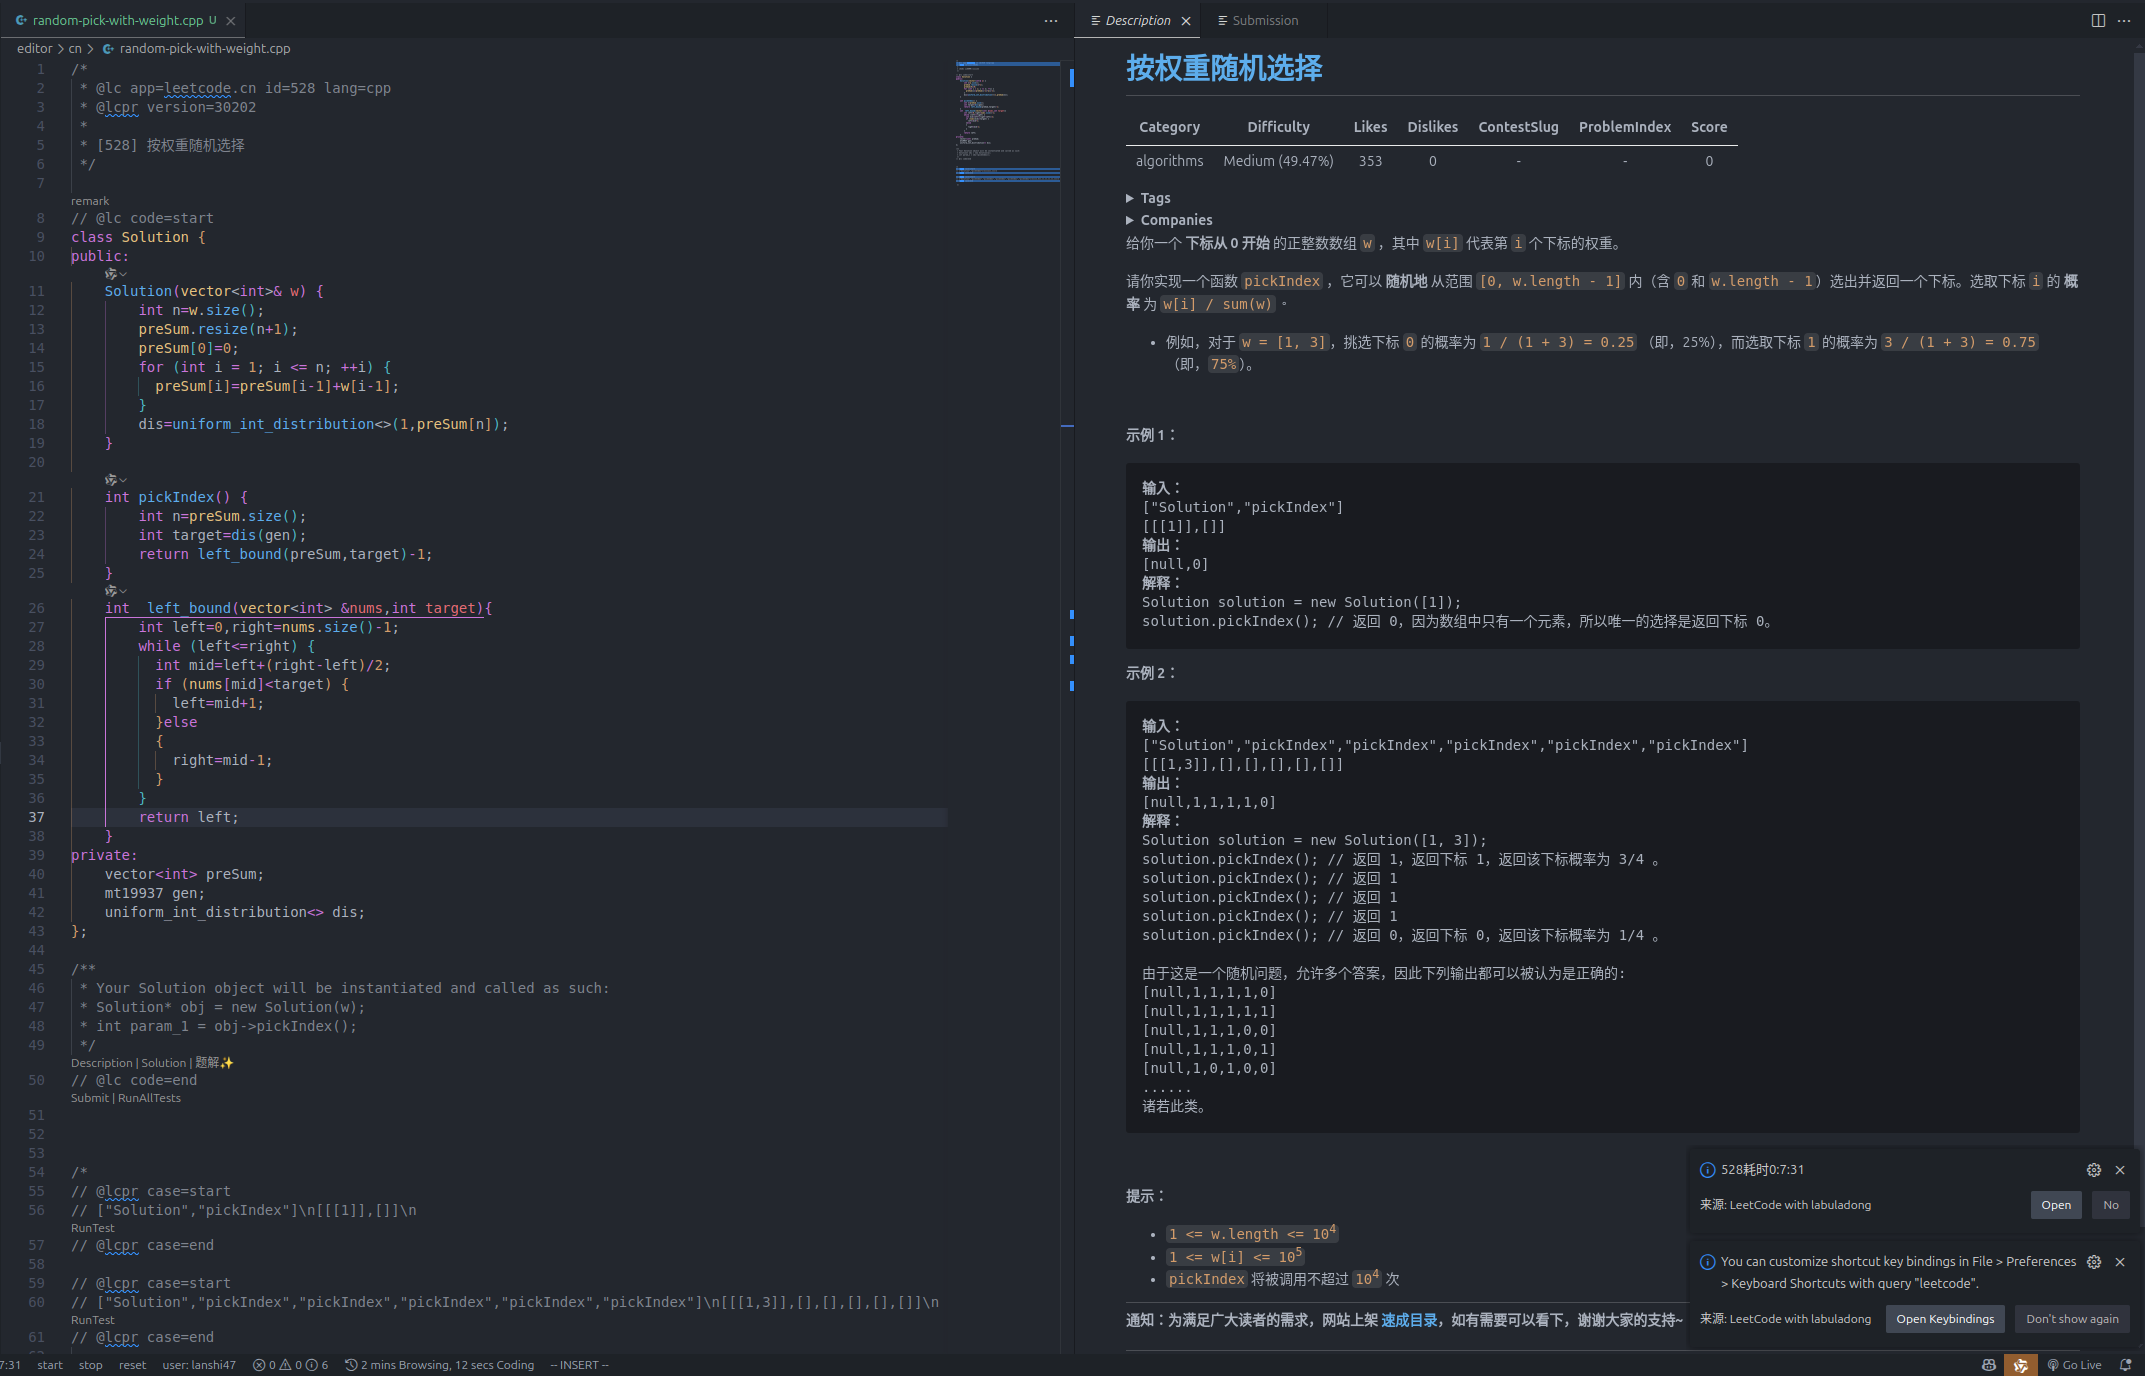 random-pick-with-weight.cpp U
editor > cn > random-pick-with-weight.cpp
1 /*
2 * @lc app=leetcode.cn id=528 lang=cpp
3 * @lcpr version=30202
4 *
5 * [528] 按权重随机选择
6 */
7
remark
8 // @lc code=start
9 class Solution {
10 public:
11 Solution(vector<int>& w) {
12 int n=w.size();
13 preSum.resize(n+1);
14 preSum[0]=0;
15 for (int i = 1; i <= n; ++i) {
16 preSum[i]=preSum[i-1]+w[i-1];
17 }
18 dis=uniform_int_distribution<>(1,preSum[n]);
19 }
20
21 int pickIndex() {
22 int n=preSum.size();
23 int target=dis(gen);
24 return left_bound(preSum,target)-1;
25 }
26 int  left_bound(vector<int> &nums,int target){
27 int left=0,right=nums.size()-1;
28 while (left<=right) {
29 int mid=left+(right-left)/2;
30 if (nums[mid]<target) {
31 left=mid+1;
32 }else
33 {
34 right=mid-1;
35 }
36 }
37 return left;
38 }
39 private:
40 vector<int> preSum;
41 mt19937 gen;
42 uniform_int_distribution<> dis;
43 };
44
45 /**
46 * Your Solution object will be instantiated and called as such:
47 * Solution* obj = new Solution(w);
48 * int param_1 = obj->pickIndex();
49 */
Description | Solution | 题解✨
50 // @lc code=end
Submit | RunAllTests
51
52
53
54 /*
55 // @lcpr case=start
56 // ["Solution","pickIndex"]\n[[[1]],[]]\n
RunTest
57 // @lcpr case=end
58
59 // @lcpr case=start
60 // ["Solution","pickIndex","pickIndex","pickIndex","pickIndex","pickIndex"]\n[[[1,3]],[],[],[],[],[]]\n
RunTest
61 // @lcpr case=end
Description
Submission
按权重随机选择
Category Difficulty Likes Dislikes ContestSlug ProblemIndex Score
algorithms Medium (49.47%) 353 0 - - 0
Tags
Companies
给你一个 下标从 0 开始 的正整数数组 w ，其中 w[i] 代表第 i 个下标的权重。
请你实现一个函数 pickIndex ，它可以 随机地 从范围 [0, w.length - 1] 内（含 0 和 w.length - 1）选出并返回一个下标。选取下标 i 的 概
率 为 w[i] / sum(w) 。
• 例如，对于 w = [1, 3]，挑选下标 0 的概率为 1 / (1 + 3) = 0.25 （即，25%），而选取下标 1 的概率为 3 / (1 + 3) = 0.75
（即，75%）。
示例 1：
输入：
["Solution","pickIndex"]
[[[1]],[]]
输出：
[null,0]
解释：
Solution solution = new Solution([1]);
solution.pickIndex(); // 返回 0，因为数组中只有一个元素，所以唯一的选择是返回下标 0。
示例 2：
输入：
["Solution","pickIndex","pickIndex","pickIndex","pickIndex","pickIndex"]
[[[1,3]],[],[],[],[],[]]
输出：
[null,1,1,1,1,0]
解释：
Solution solution = new Solution([1, 3]);
solution.pickIndex(); // 返回 1，返回下标 1，返回该下标概率为 3/4 。
solution.pickIndex(); // 返回 1
solution.pickIndex(); // 返回 1
solution.pickIndex(); // 返回 1
solution.pickIndex(); // 返回 0，返回下标 0，返回该下标概率为 1/4 。
由于这是一个随机问题，允许多个答案，因此下列输出都可以被认为是正确的:
[null,1,1,1,1,0]
[null,1,1,1,1,1]
[null,1,1,1,0,0]
[null,1,1,1,0,1]
[null,1,0,1,0,0]
......
诸若此类。
提示：
• 1 <= w.length <= 10^4
• 1 <= w[i] <= 10^5
• pickIndex 将被调用不超过 10^4 次
通知：为满足广大读者的需求，网站上架 速成目录，如有需要可以看下，谢谢大家的支持~
528耗时0:7:31
来源: LeetCode with labuladong
Open
No
You can customize shortcut key bindings in File > Preferences
> Keyboard Shortcuts with query "leetcode".
来源: LeetCode with labuladong
Open Keybindings
Don't show again
7:31 start stop reset user: lanshi47 0 0 6 2 mins Browsing, 12 secs Coding -- INSERT --
Go Live